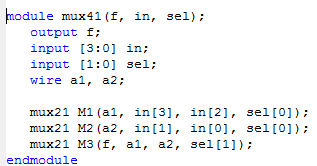 module mux41(f, in, sel);
output f;
input [3:0] in;
input [1:0] sel;
wire a1, a2;
mux21 M1(a1, in[3], in[2], sel[0]);
mux21 M2(a2, in[1], in[0], sel[0]);
mux21 M3(f, a1, a2, sel[1]);
endmodule